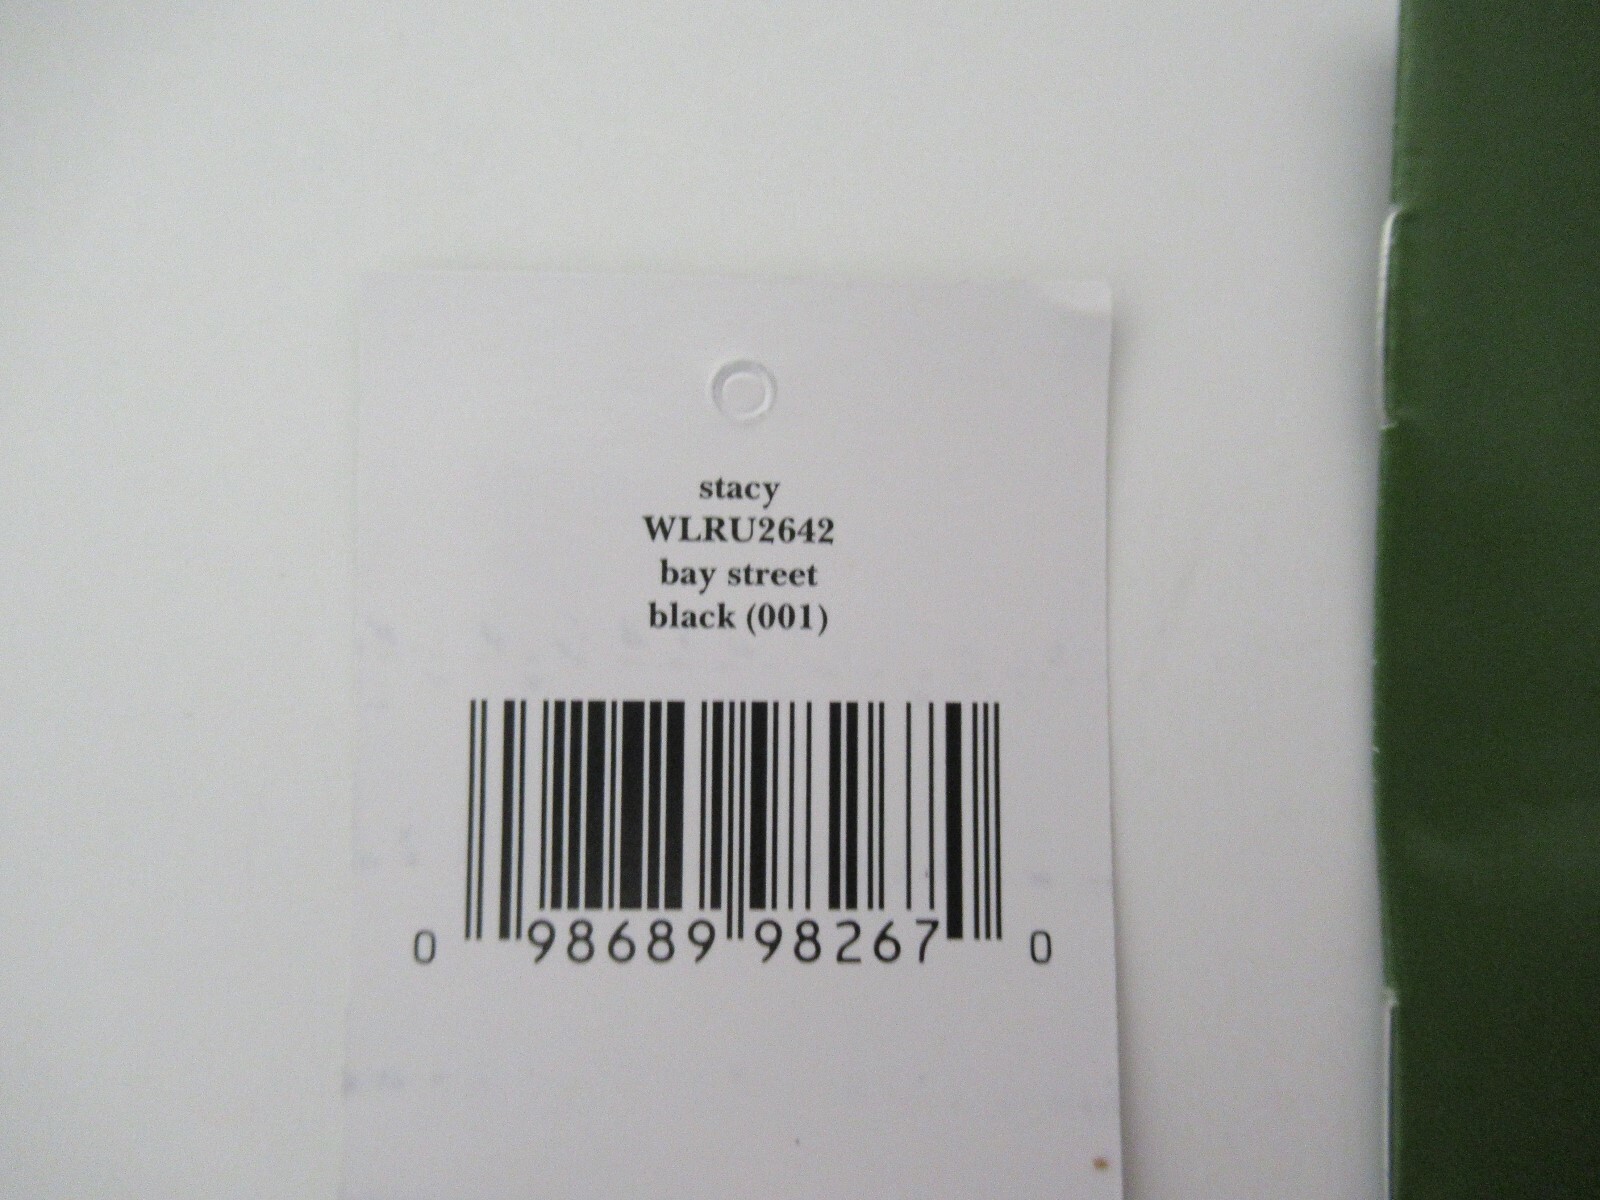 stacy
WLRU2642
bay street
black (001)
0 98689 98267 0